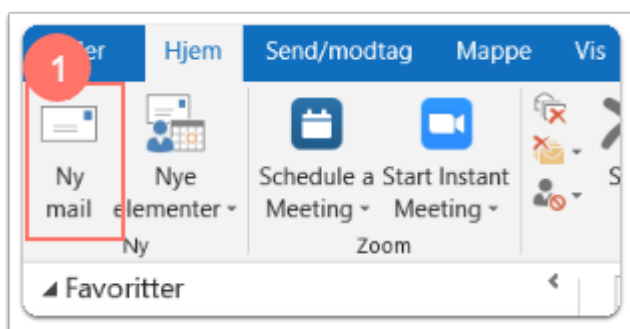 1
Hjem Send/modtag Mappe Vis
Ny mail
Nye elementer
Schedule a Meeting
Start Instant Meeting
Ny
Zoom
Favoritter